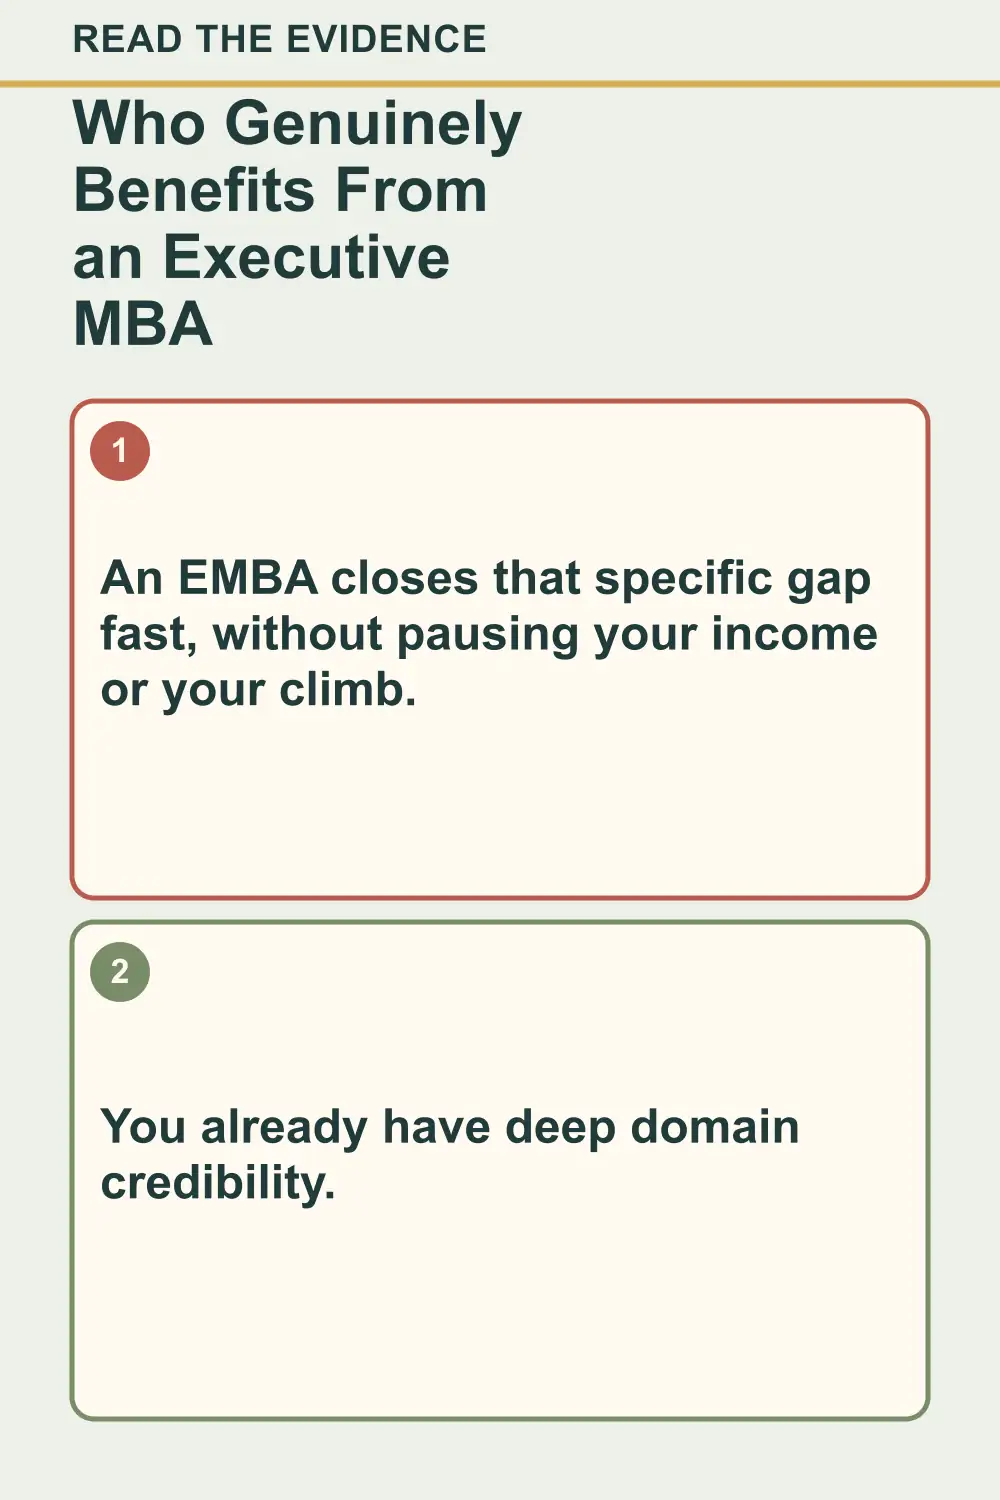 READ THE EVIDENCE
Who Genuinely
Benefits From
an Executive
MBA
1
An EMBA closes that specific gap
fast, without pausing your income
or your climb.
2
You already have deep domain
credibility.